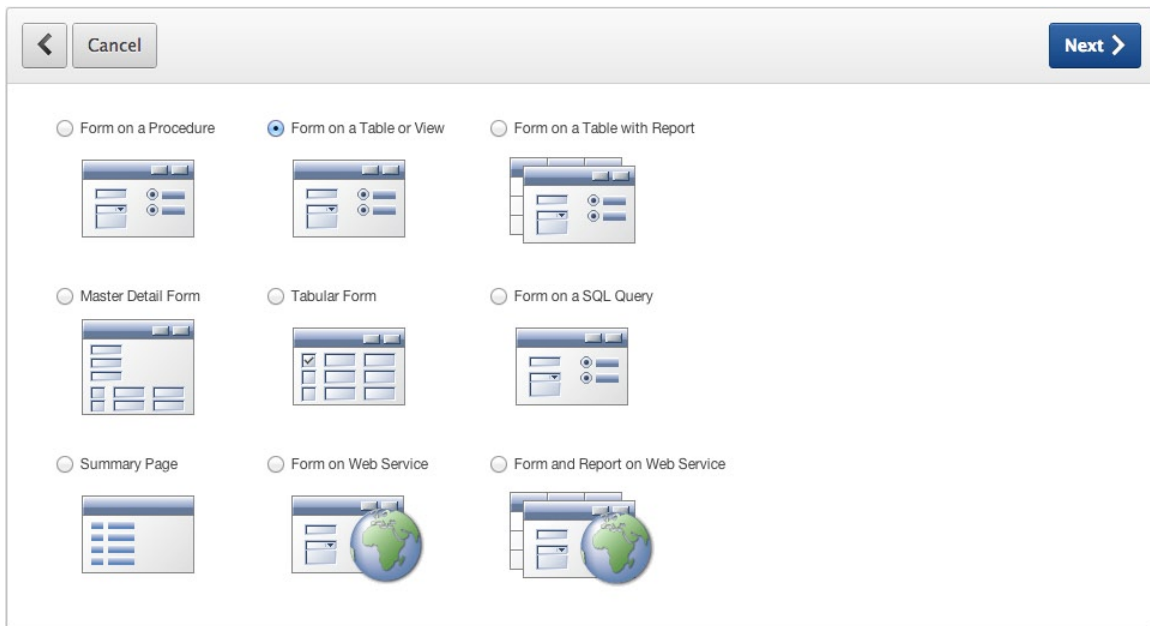 Cancel
Next
Form on a Procedure
Form on a Table or View
Form on a Table with Report
Master Detail Form
Tabular Form
Form on a SQL Query
Summary Page
Form on Web Service
Form and Report on Web Service